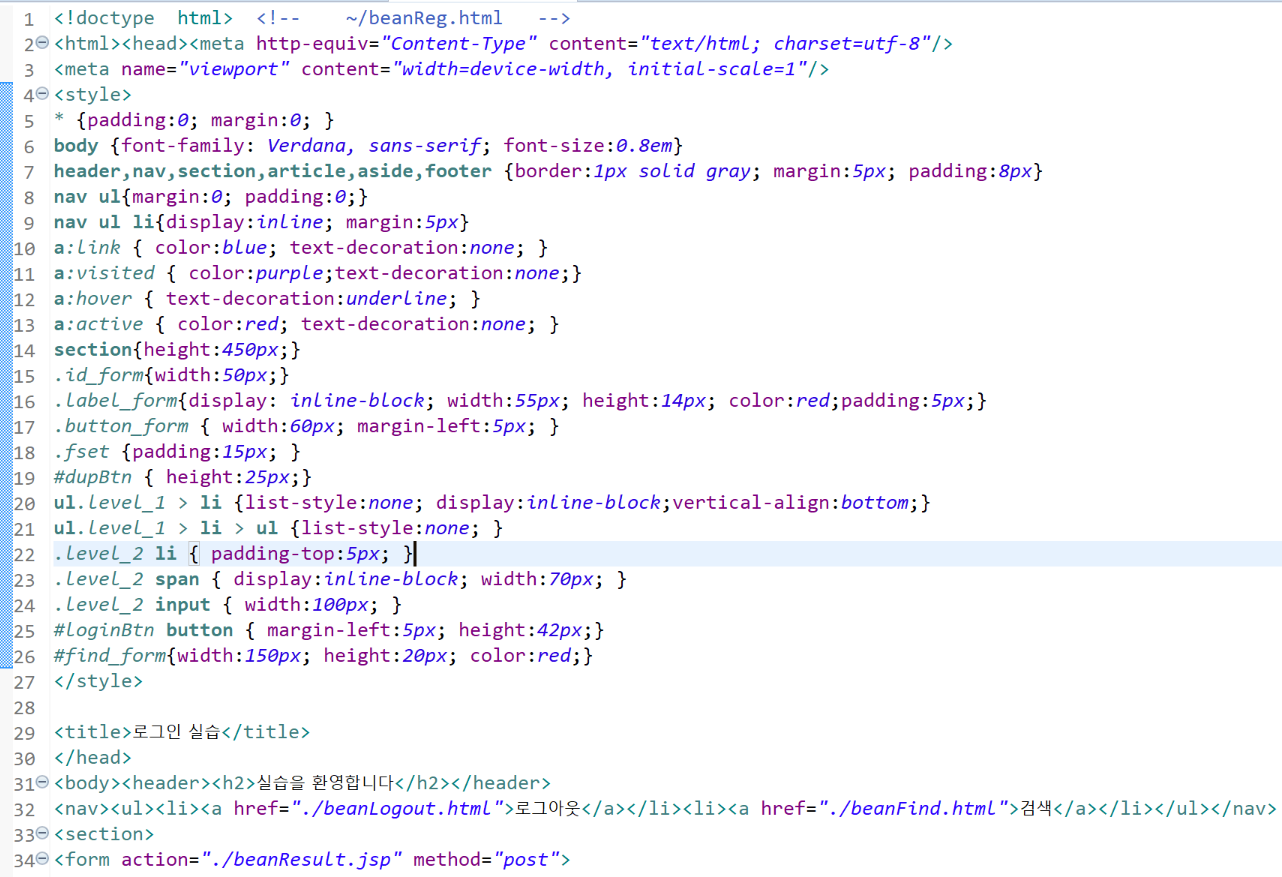 1 <!doctype  html>  <!--    ~/beanReg.html   -->
2 <html><head><meta http-equiv="Content-Type" content="text/html; charset=utf-8"/>
3 <meta name="viewport" content="width=device-width, initial-scale=1"/>
4 <style>
5 * {padding:0; margin:0; }
6 body {font-family: Verdana, sans-serif; font-size:0.8em}
7 header,nav,section,article,aside,footer {border:1px solid gray; margin:5px; padding:8px}
8 nav ul{margin:0; padding:0;}
9 nav ul li{display:inline; margin:5px}
10 a:link { color:blue; text-decoration:none; }
11 a:visited { color:purple;text-decoration:none;}
12 a:hover { text-decoration:underline; }
13 a:active { color:red; text-decoration:none; }
14 section{height:450px;}
15 .id_form{width:50px;}
16 .label_form{display: inline-block; width:55px; height:14px; color:red;padding:5px;}
17 .button_form { width:60px; margin-left:5px; }
18 .fset {padding:15px; }
19 #dupBtn { height:25px;}
20 ul.level_1 > li {list-style:none; display:inline-block;vertical-align:bottom;}
21 ul.level_1 > li > ul {list-style:none; }
22 .level_2 li { padding-top:5px; }
23 .level_2 span { display:inline-block; width:70px; }
24 .level_2 input { width:100px; }
25 #loginBtn button { margin-left:5px; height:42px;}
26 #find_form{width:150px; height:20px; color:red;}
27 </style>
28
29 <title>로그인 실습</title>
30 </head>
31 <body><header><h2>실습을 환영합니다</h2></header>
32 <nav><ul><li><a href="./beanLogout.html">로그아웃</a></li><li><a href="./beanFind.html">검색</a></li></ul></nav>
33 <section>
34 <form action="./beanResult.jsp" method="post">